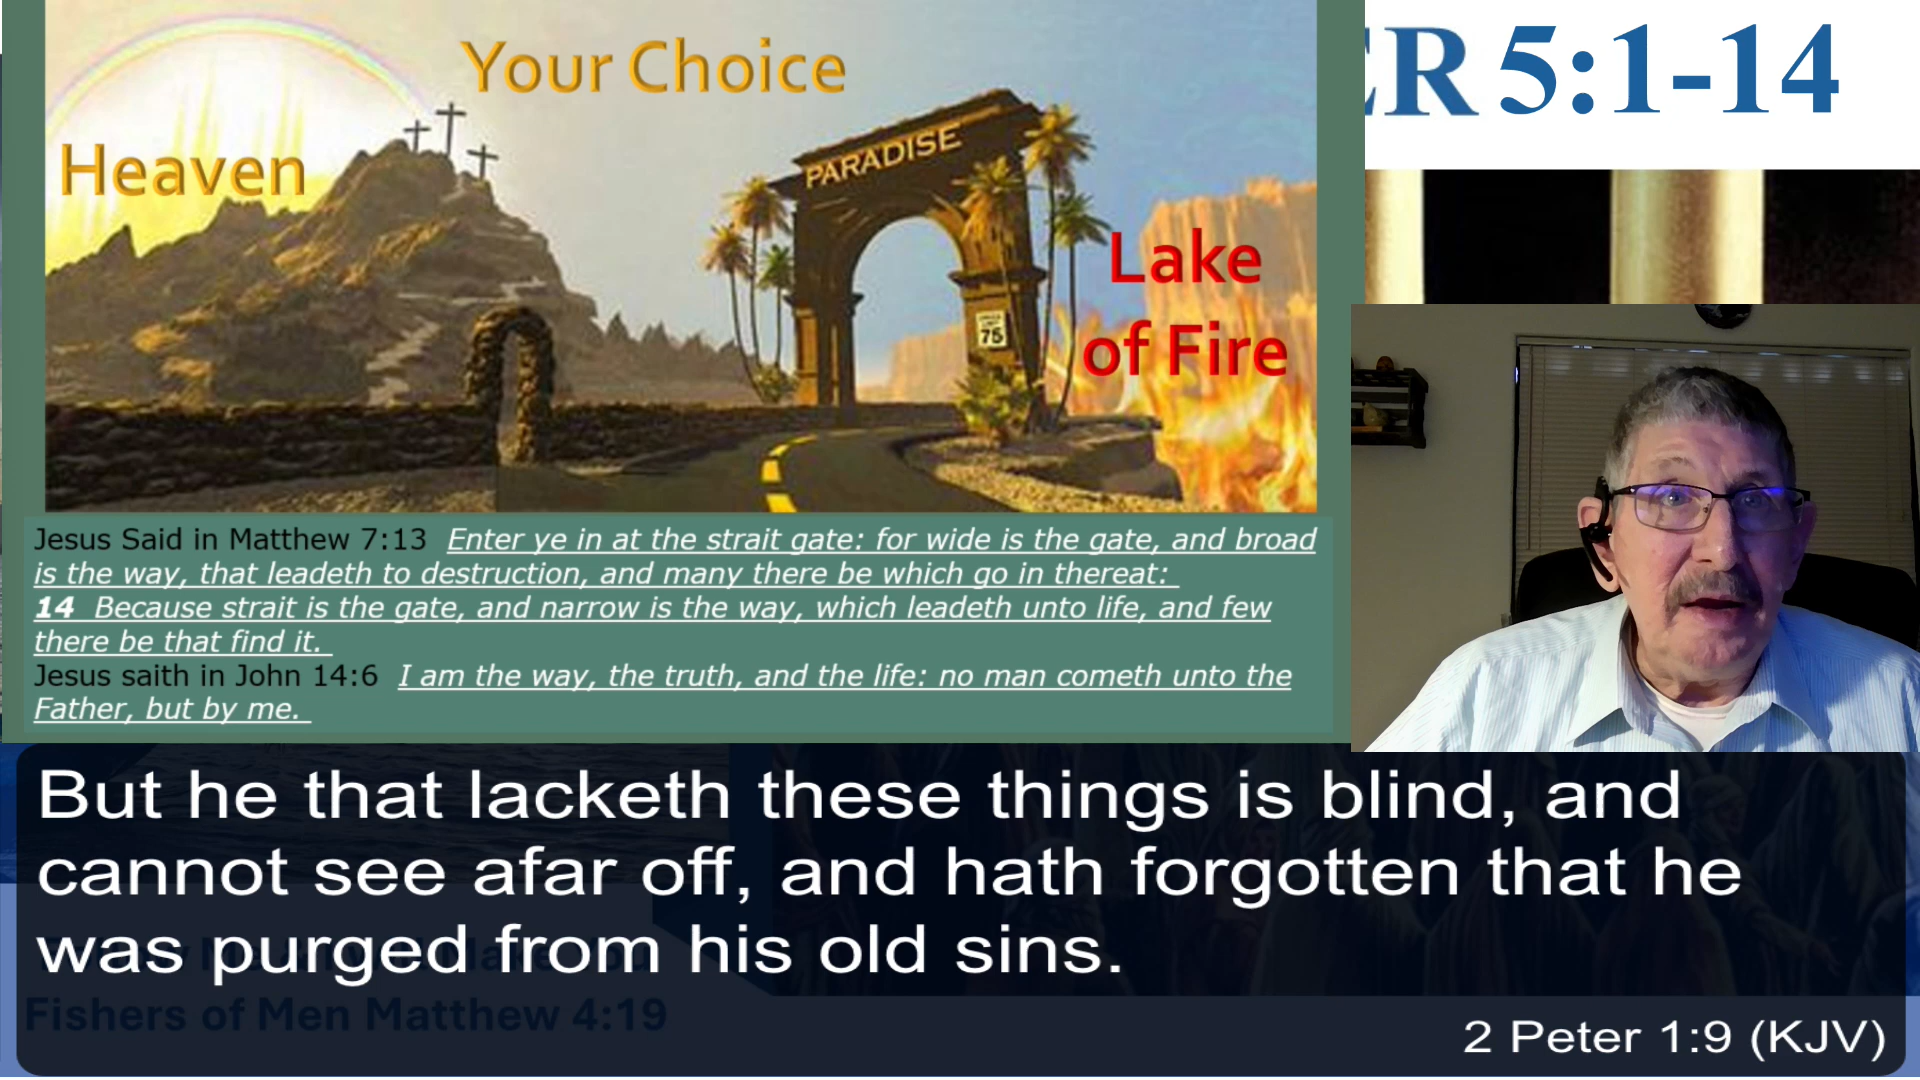 Your Choice
Heaven
PARADISE
75
Lake
of Fire
ER 5:1-14
Jesus Said in Matthew 7:13 Enter ye in at the strait gate: for wide is the gate, and broad
is the way, that leadeth to destruction, and many there be which go in thereat:
14 Because strait is the gate, and narrow is the way, which leadeth unto life, and few
there be that find it.
Jesus saith in John 14:6 I am the way, the truth, and the life: no man cometh unto the
Father, but by me.
But he that lacketh these things is blind, and
cannot see afar off, and hath forgotten that he
was purged from his old sins.
Fishers of Men Matthew 4:19
2 Peter 1:9 (KJV)